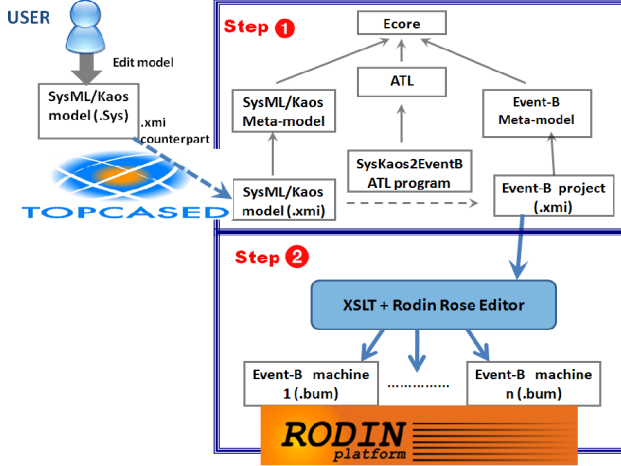 USER
Edit model
SysML/Kaos
model (.Sys)
.xmi
counterpart
TOPCASED
Step 1
Ecore
ATL
SysML/Kaos
Meta-model
Event-B
Meta-model
SysKaos2EventB
ATL program
SysML/Kaos
model (.xmi)
Event-B project
(.xmi)
Step 2
XSLT + Rodin Rose Editor
Event-B machine
1 (.bum)
...............
Event-B machine
n (.bum)
RODIN
platform